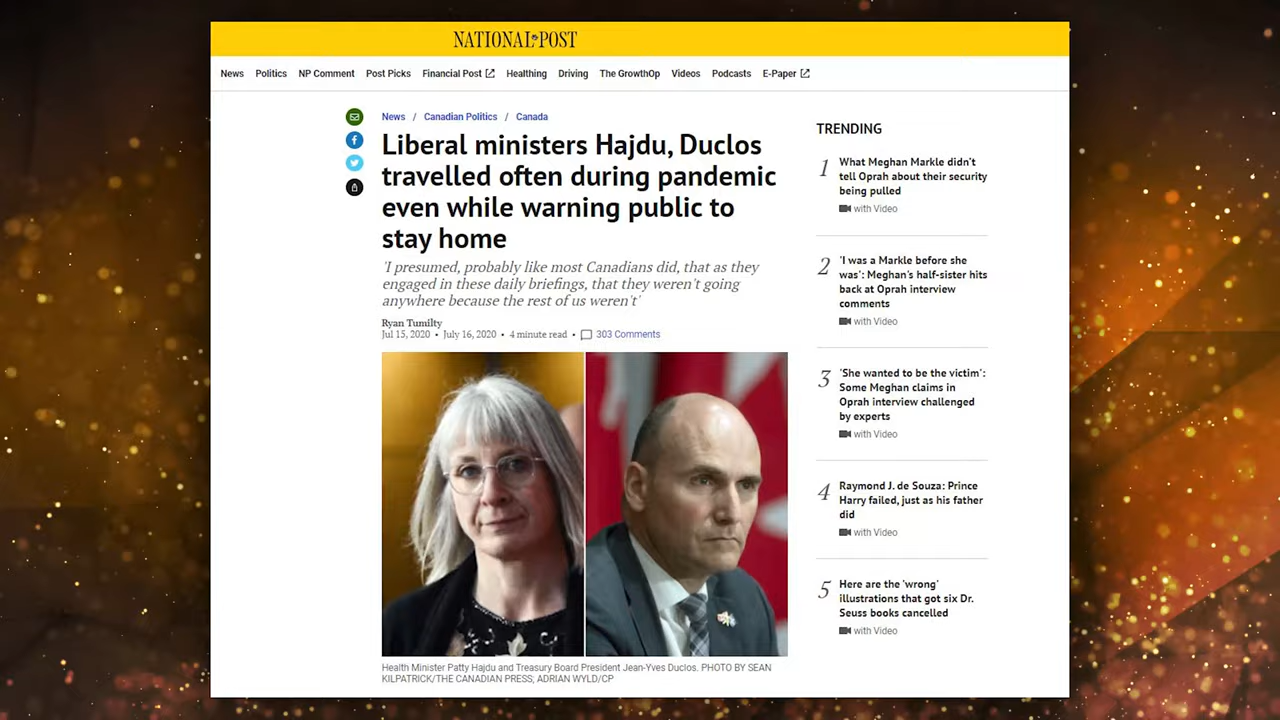 NATIONAL POST
News Politics NP Comment Post Picks Financial Post Healthing Driving The GrowthOp Videos Podcasts E-Paper
News / Canadian Politics / Canada
Liberal ministers Hajdu, Duclos
travelled often during pandemic
even while warning public to
stay home
'I presumed, probably like most Canadians did, that as they
engaged in these daily briefings, that they weren't going
anywhere because the rest of us weren't'
Ryan Tumilty
Jul 15, 2020 • July 16, 2020 • 4 minute read • 303 Comments
Health Minister Patty Hajdu and Treasury Board President Jean-Yves Duclos. PHOTO BY SEAN
KILPATRICK/THE CANADIAN PRESS; ADRIAN WYLD/CP
TRENDING
1
What Meghan Markle didn't
tell Oprah about their security
being pulled
with Video
2
'I was a Markle before she
was': Meghan's half-sister hits
back at Oprah interview
comments
with Video
3
'She wanted to be the victim':
Some Meghan claims in
Oprah interview challenged
by experts
with Video
4
Raymond J. de Souza: Prince
Harry failed, just as his father
did
with Video
5
Here are the 'wrong'
illustrations that got six Dr.
Seuss books cancelled
with Video